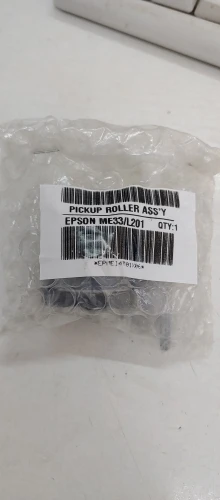 PICKUP ROLLER ASS'Y
EPSON ME33/L201 QTY:1